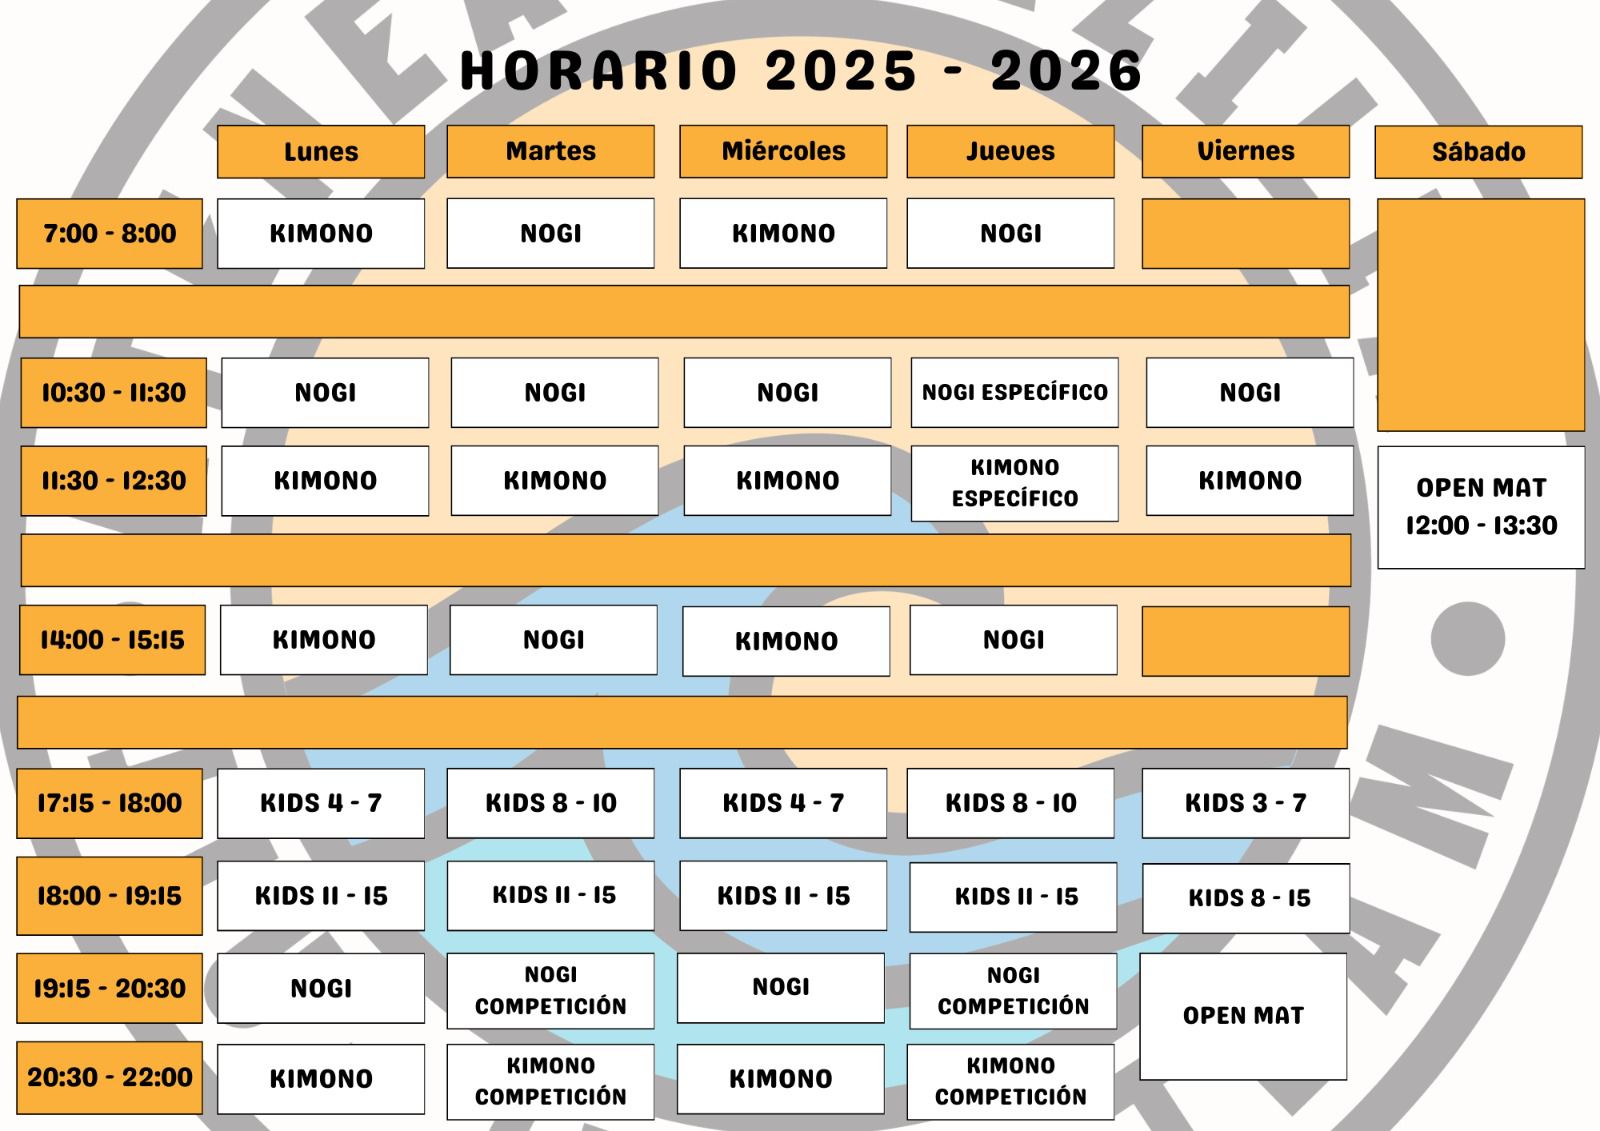 HORARIO 2025 - 2026
Lunes Martes Miércoles Jueves Viernes Sábado
7:00 - 8:00 KIMONO NOGI KIMONO NOGI
10:30 - 11:30 NOGI NOGI NOGI NOGI ESPECÍFICO NOGI
11:30 - 12:30 KIMONO KIMONO KIMONO KIMONO ESPECÍFICO KIMONO
OPEN MAT
12:00 - 13:30
14:00 - 15:15 KIMONO NOGI KIMONO NOGI
17:15 - 18:00 KIDS 4 - 7 KIDS 8 - 10 KIDS 4 - 7 KIDS 8 - 10 KIDS 3 - 7
18:00 - 19:15 KIDS 11 - 15 KIDS 11 - 15 KIDS 11 - 15 KIDS 11 - 15 KIDS 8 - 15
19:15 - 20:30 NOGI NOGI COMPETICIÓN NOGI NOGI COMPETICIÓN OPEN MAT
20:30 - 22:00 KIMONO KIMONO COMPETICIÓN KIMONO KIMONO COMPETICIÓN